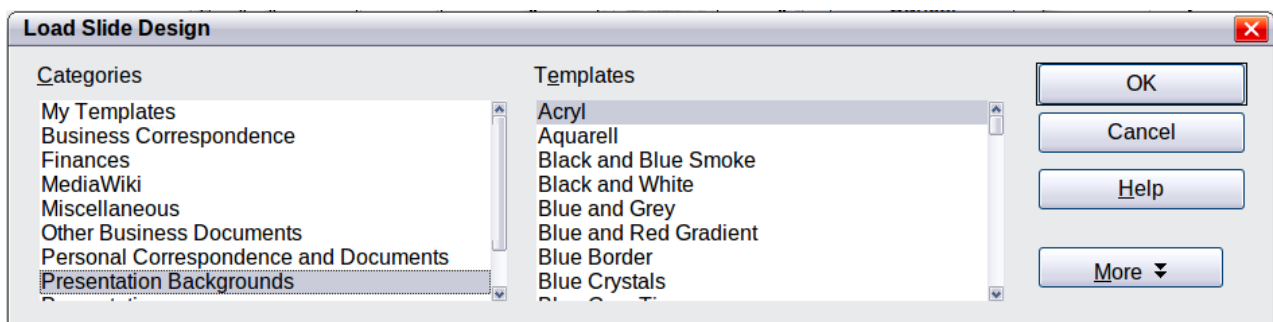 Load Slide Design
Categories
My Templates
Business Correspondence
Finances
MediaWiki
Miscellaneous
Other Business Documents
Personal Correspondence and Documents
Presentation Backgrounds
Templates
Acryl
Aquarell
Black and Blue Smoke
Black and White
Blue and Grey
Blue and Red Gradient
Blue Border
Blue Crystals
OK
Cancel
Help
More